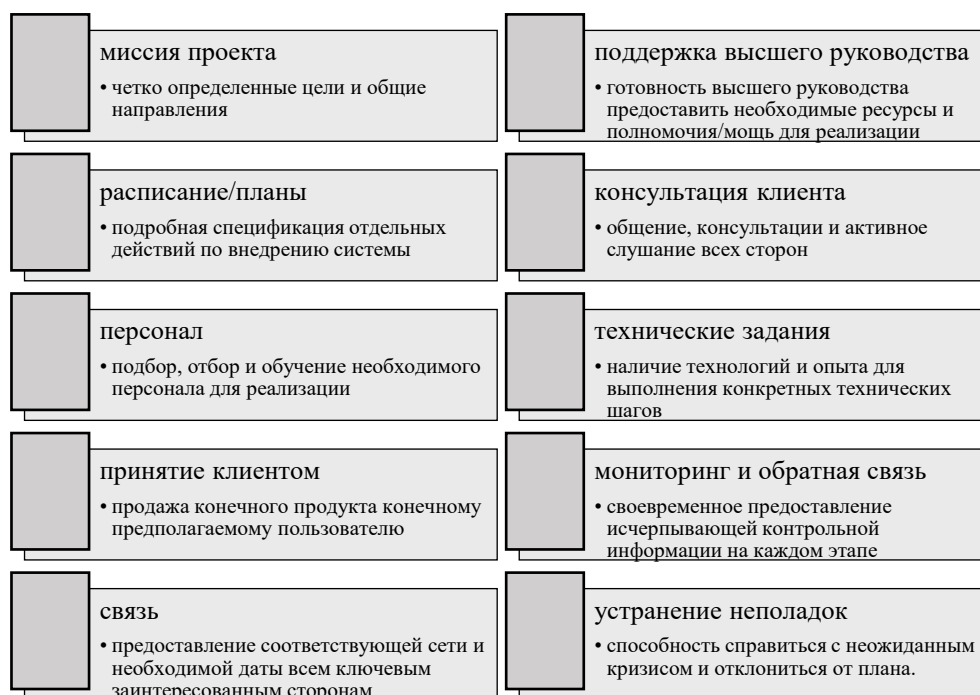 миссия проекта
• четко определенные цели и общие
направления
поддержка высшего руководства
• готовность высшего руководства
предоставить необходимые ресурсы и
полномочия/мощь для реализации
расписание/планы
• подробная спецификация отдельных
действий по внедрению системы
консультация клиента
• общение, консультации и активное
слушание всех сторон
персонал
• подбор, отбор и обучение необходимого
персонала для реализации
технические задания
• наличие технологий и опыта для
выполнения конкретных технических
шагов
принятие клиентом
• продажа конечного продукта конечному
предполагаемому пользователю
мониторинг и обратная связь
• своевременное предоставление
исчерпывающей контрольной
информации на каждом этапе
связь
• предоставление соответствующей сети и
необходимой даты всем ключевым
заинтересованным сторонам
устранение неполадок
• способность справиться с неожиданным
кризисом и отклониться от плана.